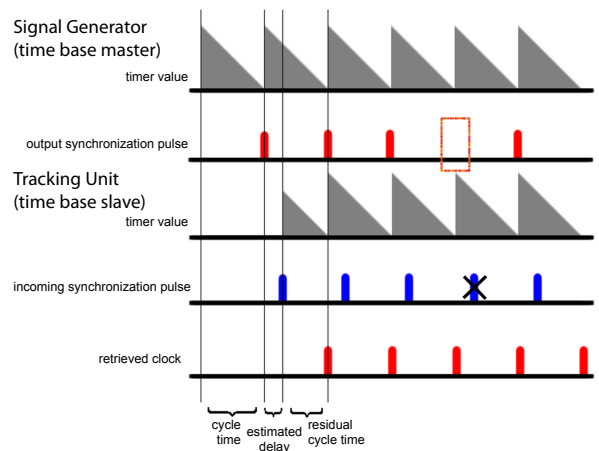 Signal Generator
(time base master)
timer value
output synchronization pulse
Tracking Unit
(time base slave)
timer value
incoming synchronization pulse
retrieved clock
cycle
time
estimated
delay
residual
cycle time